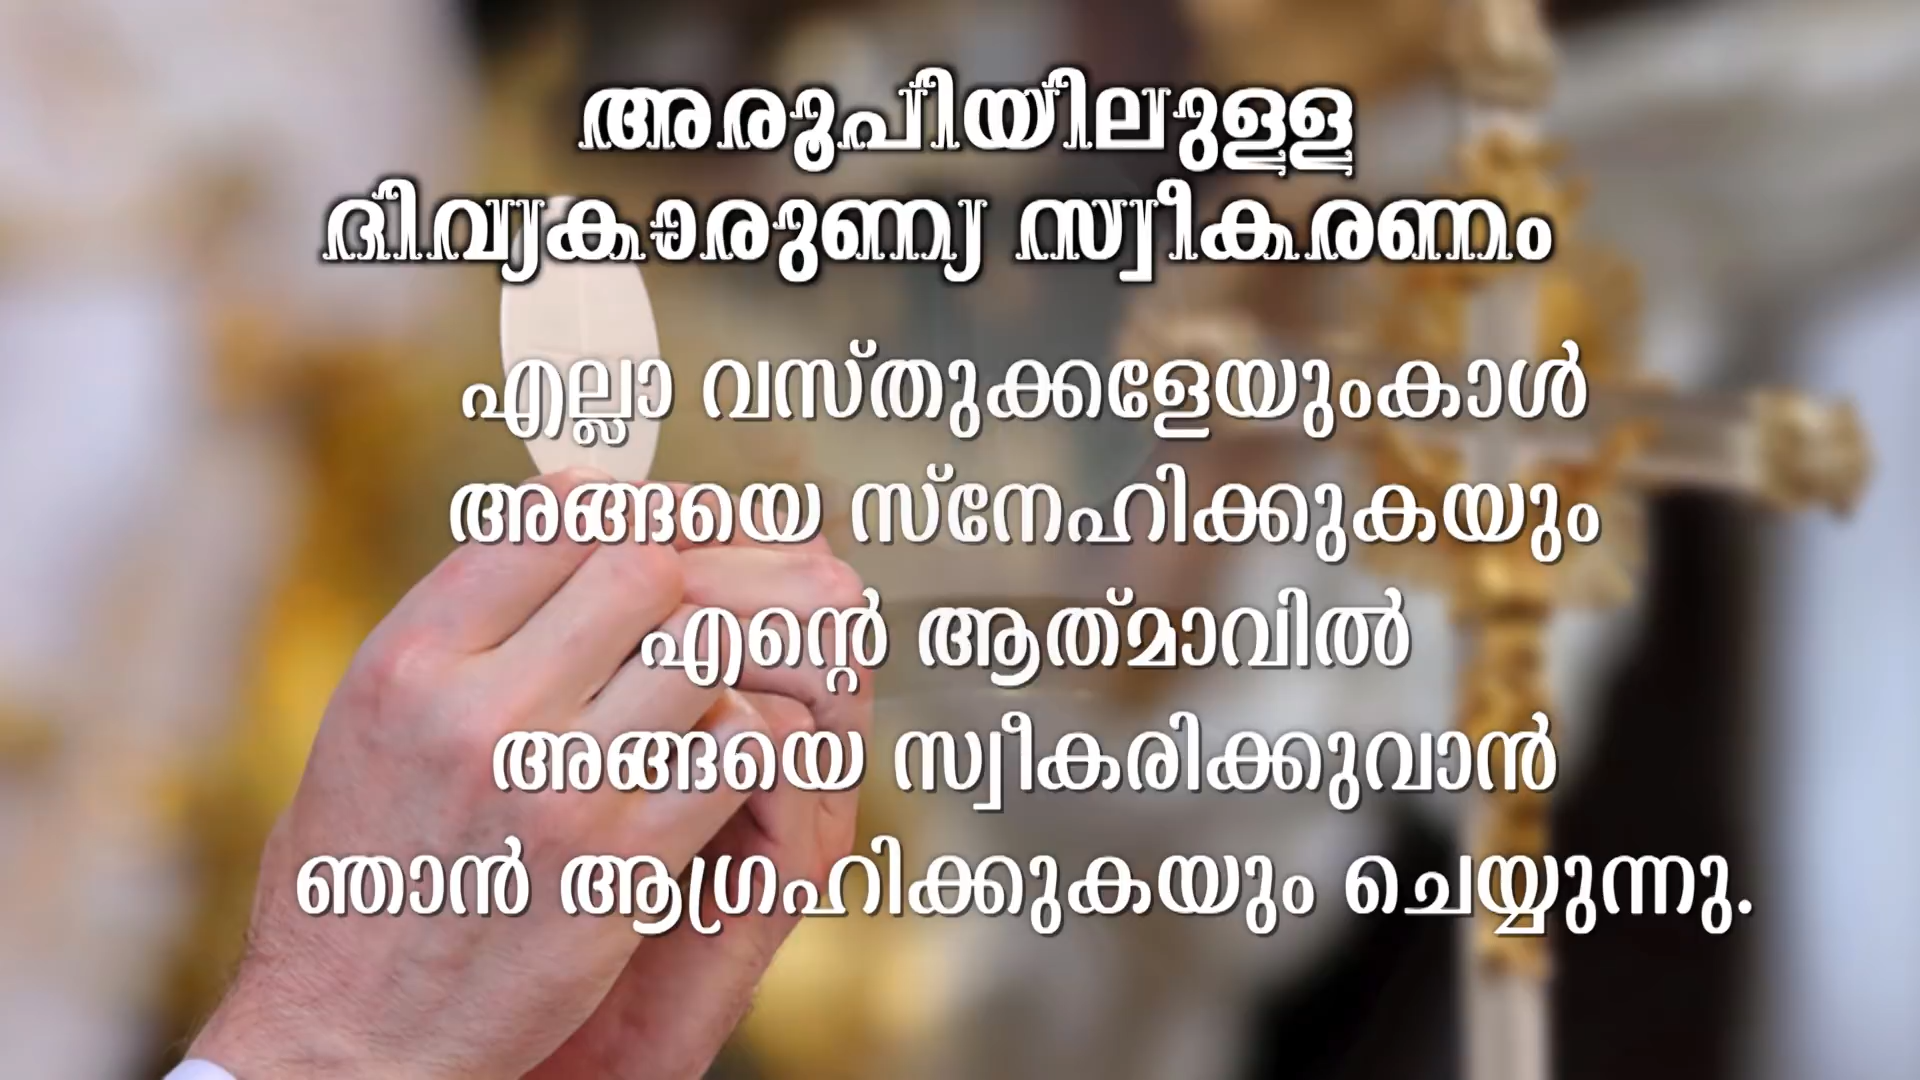 അരൂപിയിലുള്ള
ദിവ്യകാരുണ്യ സ്വീകരണം
എല്ലാ വസ്തുക്കളേയുംകാൾ
അങ്ങയെ സ്നേഹിക്കുകയും
എന്റെ ആത്മാവിൽ
അങ്ങയെ സ്വീകരിക്കുവാൻ
ഞാൻ ആഗ്രഹിക്കുകയും ചെയ്യുന്നു.